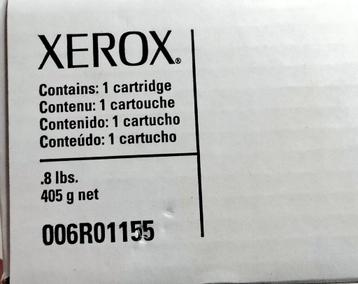 XEROX®
Contains: 1 cartridge
Contenu: 1 cartouche
Contenido: 1 cartucho
Conteúdo: 1 cartucho
.8 lbs.
405 g net
006R01155